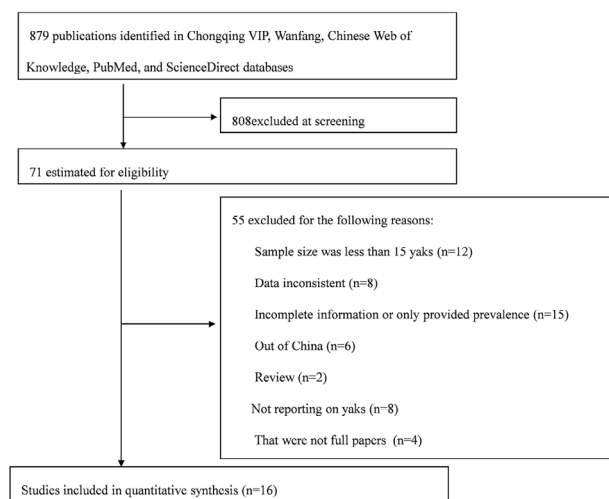 879 publications identified in Chongqing VIP, Wanfang, Chinese Web of
Knowledge, PubMed, and ScienceDirect databases
808excluded at screening
71 estimated for eligibility
55 excluded for the following reasons:
Sample size was less than 15 yaks (n=12)
Data inconsistent (n=8)
Incomplete information or only provided prevalence (n=15)
Out of China (n=6)
Review (n=2)
Not reporting on yaks (n=8)
That were not full papers (n=4)
Studies included in quantitative synthesis (n=16)